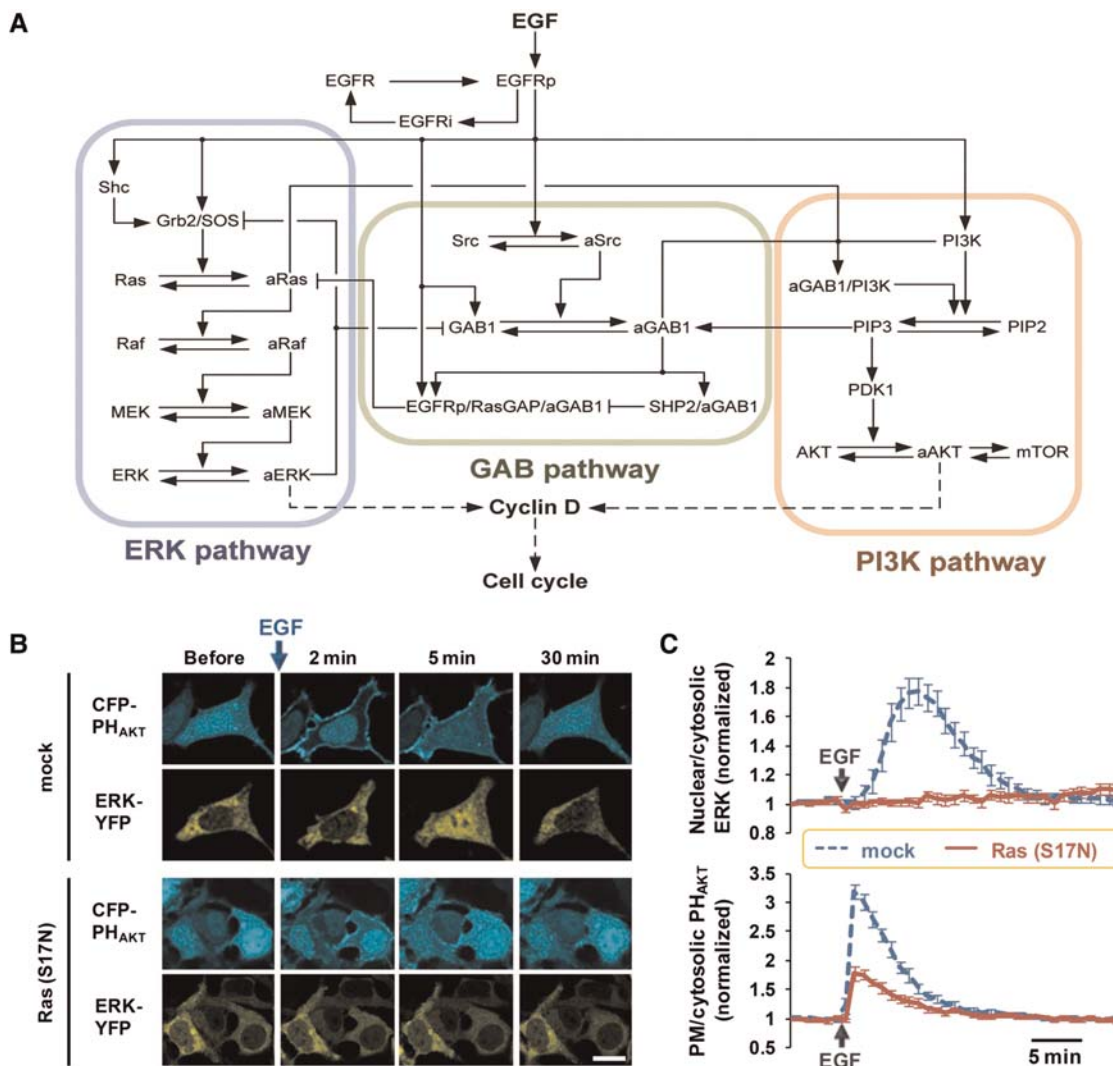 A
EGF
EGFR
EGFRp
EGFRi
Shc
Grb2/SOS
Src
aSrc
PI3K
Ras
aRas
aGAB1/PI3K
GAB1
aGAB1
PIP3
PIP2
Raf
aRaf
PDK1
MEK
aMEK
EGFRp/RasGAP/aGAB1
SHP2/aGAB1
AKT
aAKT
mTOR
ERK
aERK
GAB pathway
Cyclin D
ERK pathway
PI3K pathway
Cell cycle
B
EGF
Before
2 min
5 min
30 min
mock
CFP-
PHAKT
ERK-
YFP
Ras (S17N)
CFP-
PHAKT
ERK-
YFP
C
Nuclear/cytosolic
ERK (normalized)
2
1.8
1.6
1.4
1.2
1
0.8
EGF
mock
Ras (S17N)
PM/cytosolic PHAKT
(normalized)
3.5
3
2.5
2
1.5
1
0.5
EGF
5 min